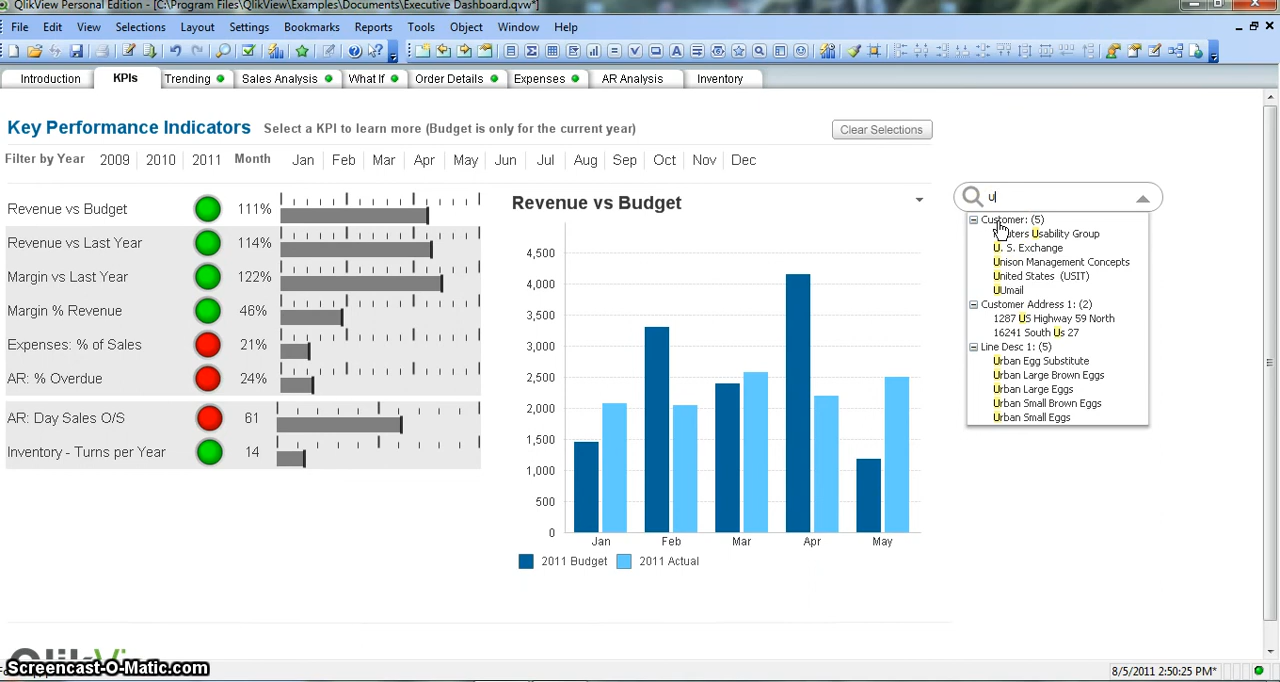 QlikView Personal Edition - [C:\Program Files\QlikView\Examples\Documents\Executive Dashboard.qvw*]
File Edit View Selections Layout Settings Bookmarks Reports Tools Object Window Help
Introduction KPIs Trending Sales Analysis What If Order Details Expenses AR Analysis Inventory
Key Performance Indicators Select a KPI to learn more (Budget is only for the current year) Clear Selections
Filter by Year 2009 2010 2011 Month Jan Feb Mar Apr May Jun Jul Aug Sep Oct Nov Dec
Revenue vs Budget 111%
Revenue vs Last Year 114%
Margin vs Last Year 122%
Margin % Revenue 46%
Expenses: % of Sales 21%
AR: % Overdue 24%
AR: Day Sales O/S 61
Inventory - Turns per Year 14
Revenue vs Budget
4,500
4,000
3,500
3,000
2,500
2,000
1,500
1,000
500
0
Jan Feb Mar Apr May
2011 Budget 2011 Actual
u
Customer: (5)
Usability Group
U. S. Exchange
Unison Management Concepts
United States (USIT)
UUmail
Customer Address 1: (2)
1287 US Highway 59 North
16241 South Us 27
Line Desc 1: (5)
Urban Egg Substitute
Urban Large Brown Eggs
Urban Large Eggs
Urban Small Brown Eggs
Urban Small Eggs
QlikView
Screencast-O-Matic.com
8/5/2011 2:50:25 PM*